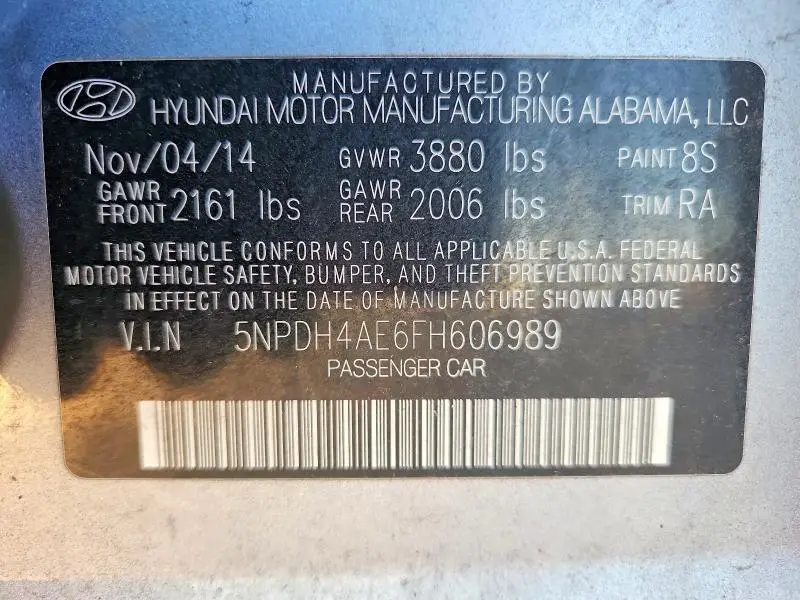 MANUFACTURED BY
HYUNDAI MOTOR MANUFACTURING ALABAMA, LLC
Nov/04/14 GVWR 3880 lbs PAINT 8S
GAWR FRONT 2161 lbs GAWR REAR 2006 lbs TRIM RA
THIS VEHICLE CONFORMS TO ALL APPLICABLE U.S.A. FEDERAL
MOTOR VEHICLE SAFETY, BUMPER, AND THEFT PREVENTION STANDARDS
IN EFFECT ON THE DATE OF MANUFACTURE SHOWN ABOVE
V.I.N 5NPDH4AE6FH606989
PASSENGER CAR